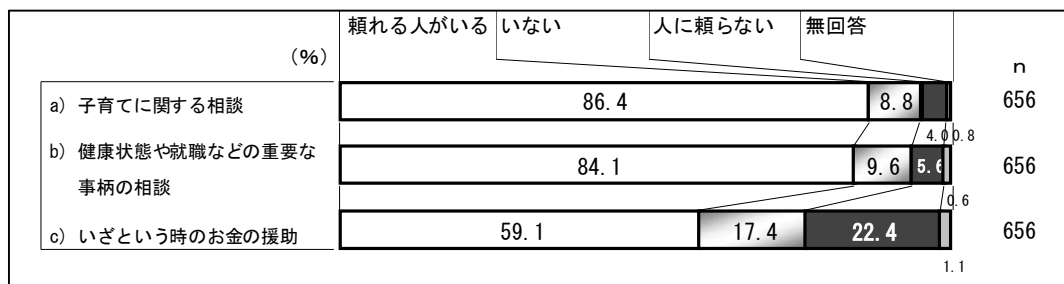 頼れる人がいる いない 人に頼らない 無回答
（%） n
a）子育てに関する相談 86.4 8.8 656
4.0 0.8
b）健康状態や就職などの重要な
事柄の相談 84.1 9.6 5.6 656
0.6
c）いざという時のお金の援助 59.1 17.4 22.4 656
1.1